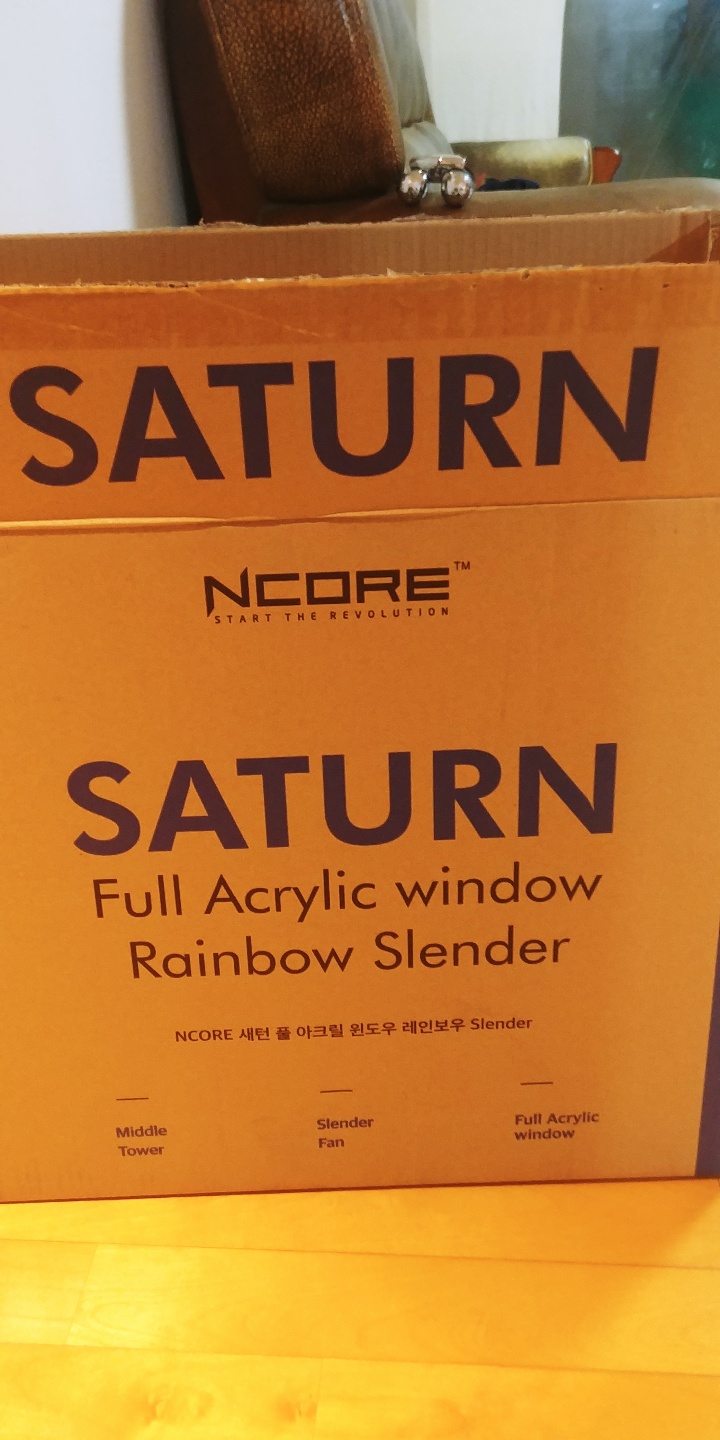 SATURN
NCORE™
START THE REVOLUTION
SATURN
Full Acrylic window
Rainbow Slender
NCORE 새턴 풀 아크릴 윈도우 레인보우 Slender
Middle
Tower
Slender
Fan
Full Acrylic
window